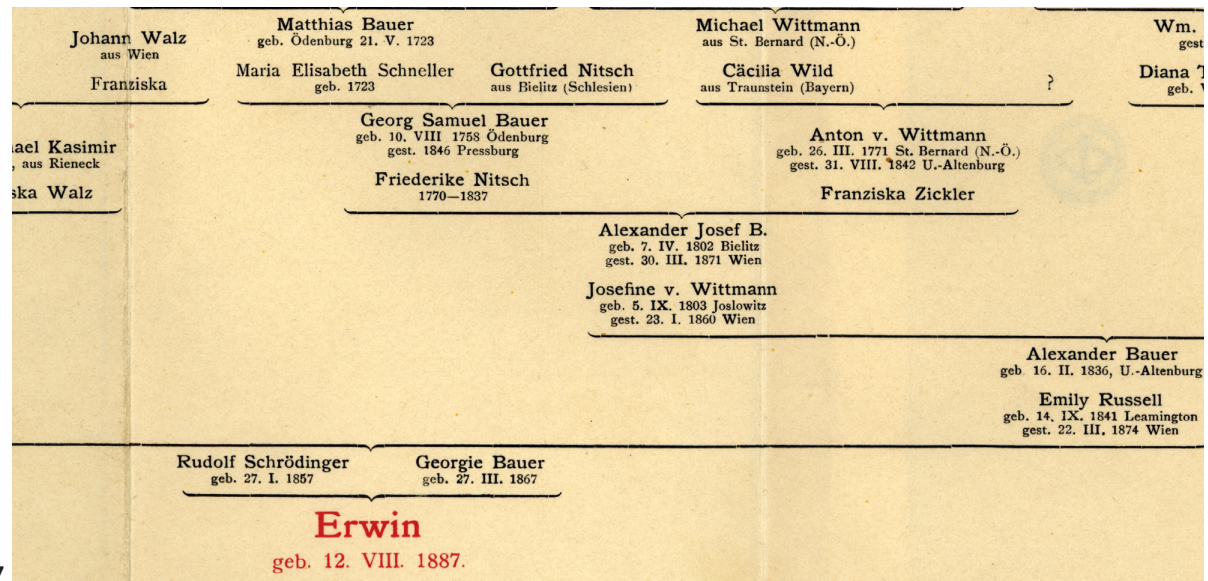 Johann Walz
aus Wien
Franziska
Matthias Bauer
geb. Ödenburg 21. V. 1723
Maria Elisabeth Schneller
geb. 1723
Gottfried Nitsch
aus Bielitz (Schlesien)
Michael Wittmann
aus St. Bernard (N.-Ö.)
Cäcilia Wild
aus Traunstein (Bayern)
?
Wm.
gest
Diana
geb.
Kasimir
, aus Rieneck
Walz
Georg Samuel Bauer
geb. 10. VIII 1758 Ödenburg
gest. 1846 Pressburg
Friederike Nitsch
1770—1837
Anton v. Wittmann
geb. 26. III. 1771 St. Bernard (N.-Ö.)
gest. 31. VIII. 1842 U.-Altenburg
Franziska Zickler
Alexander Josef B.
geb. 7. IV. 1802 Bielitz
gest. 30. III. 1871 Wien
Josefine v. Wittmann
geb. 5. IX. 1803 Joslowitz
gest. 23. I. 1860 Wien
Alexander Bauer
geb. 16. II. 1836, U.-Altenburg
Emily Russell
geb. 14. IX. 1841 Leamington
gest. 22. III. 1874 Wien
Rudolf Schrödinger
geb. 27. I. 1857
Georgie Bauer
geb. 27. III. 1867
Erwin
geb. 12. VIII. 1887.